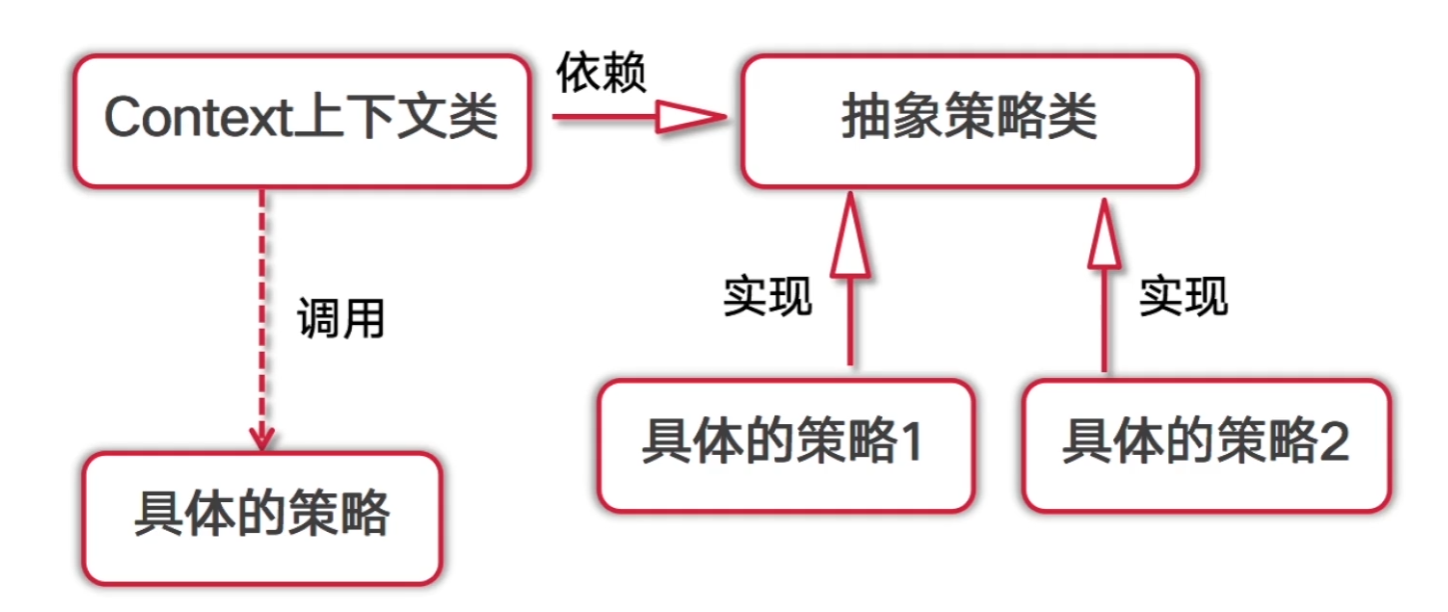 依赖
Context上下文类
抽象策略类
调用
实现
实现
具体的策略1
具体的策略2
具体的策略